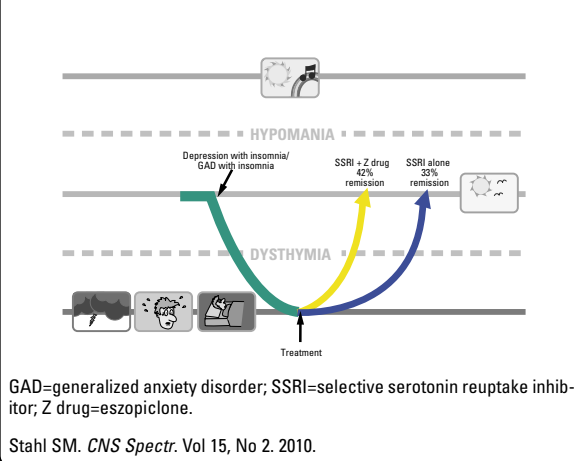 HYPOMANIA
Depression with insomnia/
GAD with insomnia
SSRI + Z drug
42%
remission
SSRI alone
33%
remission
DYSTHYMIA
Treatment
GAD=generalized anxiety disorder; SSRI=selective serotonin reuptake inhib-
itor; Z drug=eszopiclone.
Stahl SM. CNS Spectr. Vol 15, No 2. 2010.